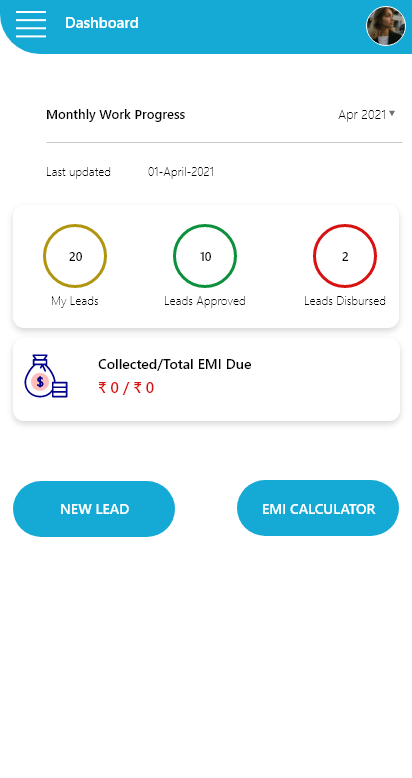 Dashboard
Monthly Work Progress
Apr 2021
Last updated 01-April-2021
20 10 2
My Leads Leads Approved Leads Disbursed
$
Collected/Total EMI Due
₹ 0 / ₹ 0
NEW LEAD EMI CALCULATOR